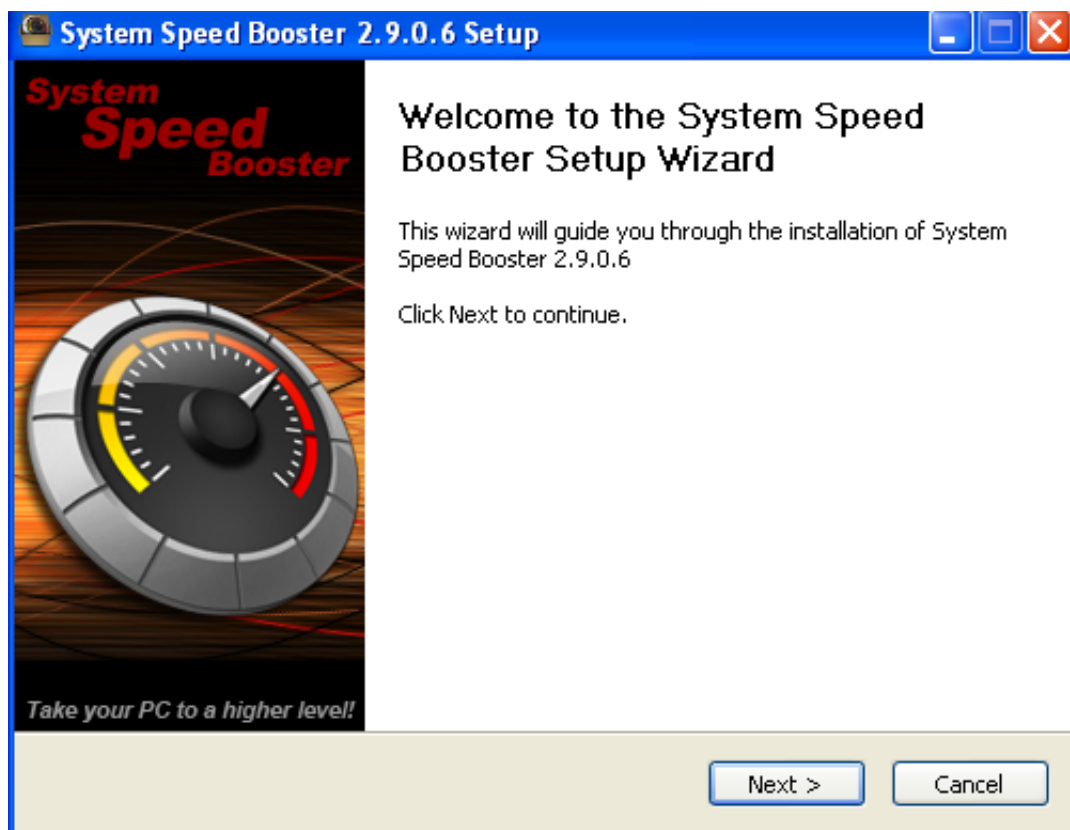 System Speed Booster 2.9.0.6 Setup
System
Speed
Booster
Take your PC to a higher level!
Welcome to the System Speed
Booster Setup Wizard
This wizard will guide you through the installation of System
Speed Booster 2.9.0.6
Click Next to continue.
Next >
Cancel